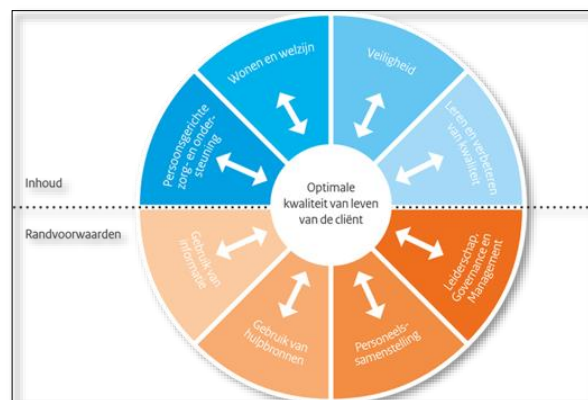 Wonen en welzijn
Veiligheid
Persoonsgerichte
zorg- en onder-
steuning
Leren en verbeteren
van kwaliteit
Inhoud
Optimale
kwaliteit van leven
van de cliënt
Randvoorwaarden
Gebruik van
informatie
Leiderschap,
Governance en
Management
Gebruik van
hulpbronnen
Personeels-
samenstelling